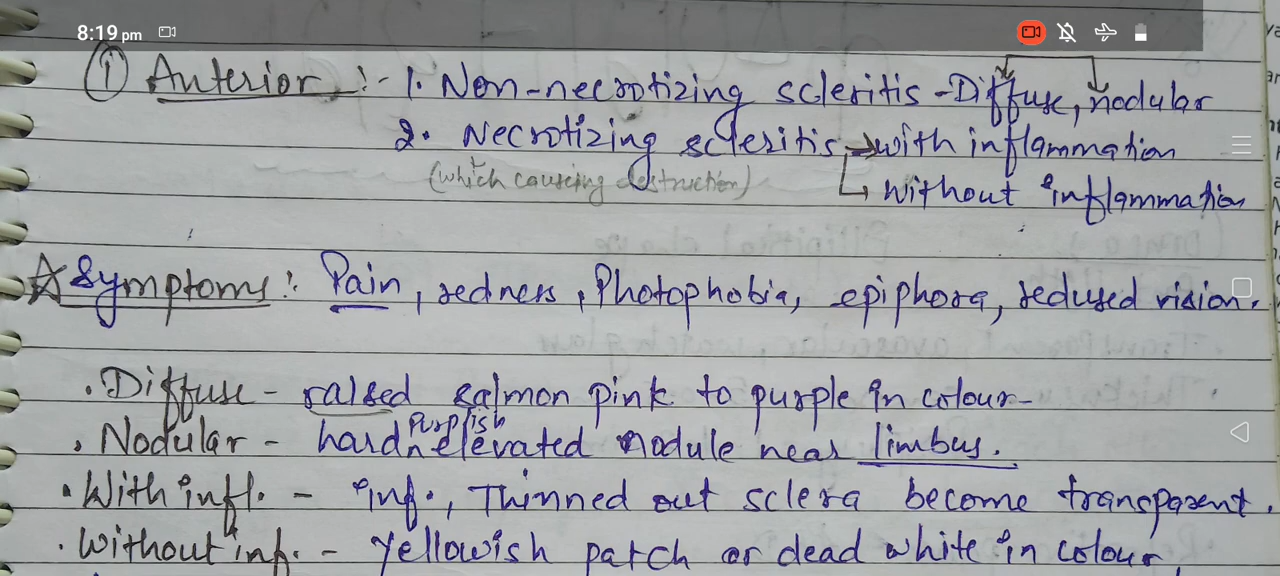 8:19 pm
① Anterior :- 1. Non-necrotizing scleritis - Diffuse, nodular
2. Necrotizing scleritis → with inflammation
(which causing destruction) ↳ without inflammation
☆ Symptoms : Pain, redness, Photophobia, epiphora, redused vision.
. Diffuse - raised salmon pink to purple in colour-
. Nodular - hard purplish elevated nodule near limbus.
. With infl. - inf., Thinned out sclera become transparent.
. Without inf. - yellowish patch or dead white in colour.